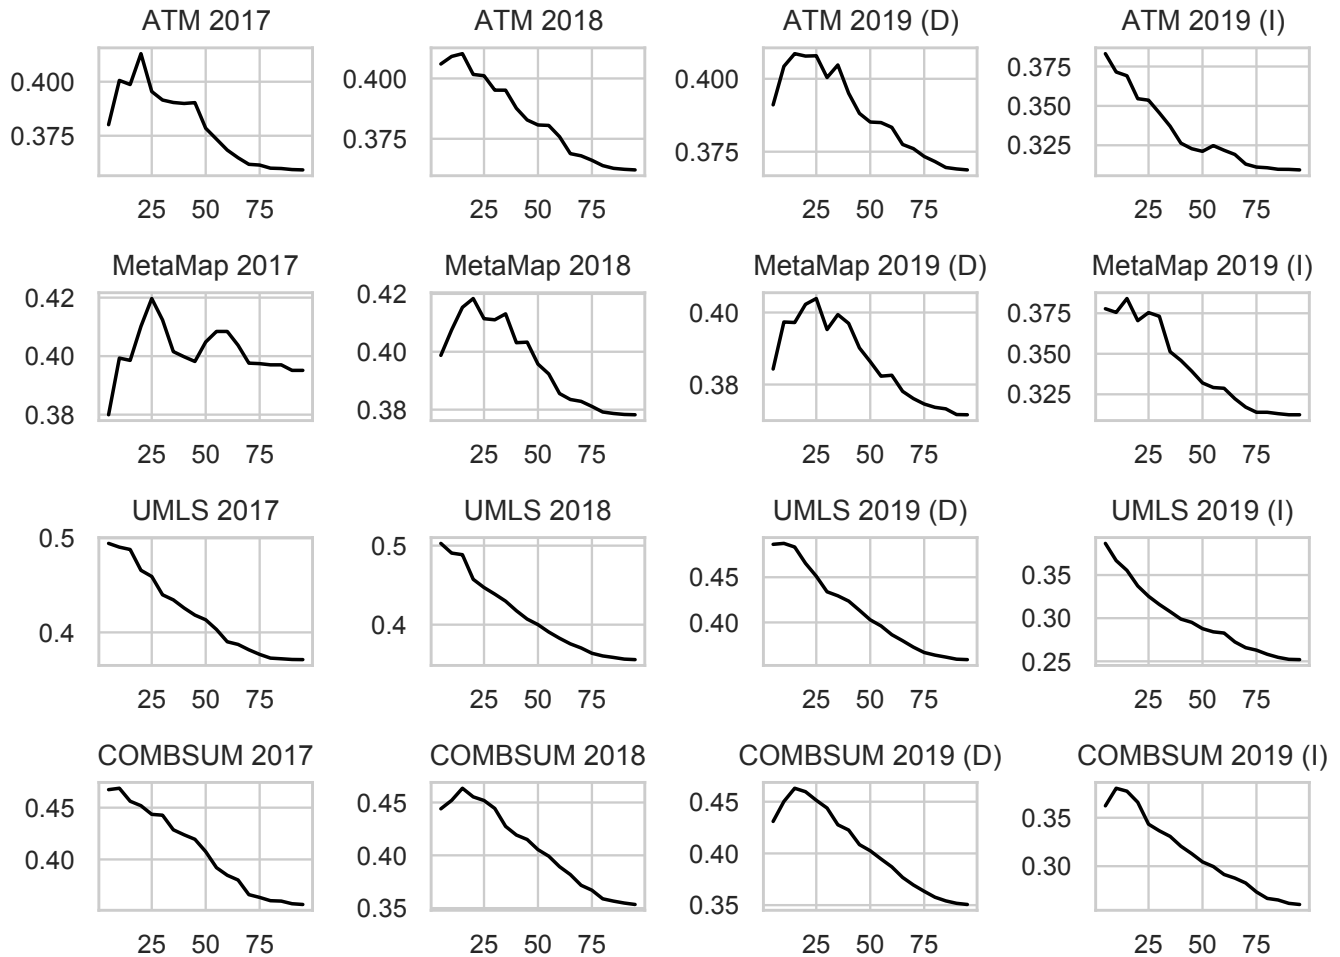 ATM 2017 ATM 2018 ATM 2019 (D) ATM 2019 (I)
0.400 0.400 0.400 0.375
0.375 0.375 0.375 0.350
0.325
25 50 75 25 50 75 25 50 75 25 50 75
MetaMap 2017 MetaMap 2018 MetaMap 2019 (D) MetaMap 2019 (I)
0.42 0.42 0.40 0.375
0.40 0.40 0.38 0.350
0.38 0.38 0.325
25 50 75 25 50 75 25 50 75 25 50 75
UMLS 2017 UMLS 2018 UMLS 2019 (D) UMLS 2019 (I)
0.5 0.5 0.45 0.35
0.4 0.4 0.40 0.30
0.25
25 50 75 25 50 75 25 50 75 25 50 75
COMBSUM 2017 COMBSUM 2018 COMBSUM 2019 (D) COMBSUM 2019 (I)
0.45 0.45 0.45 0.35
0.40 0.40 0.40 0.30
0.35 0.35
25 50 75 25 50 75 25 50 75 25 50 75